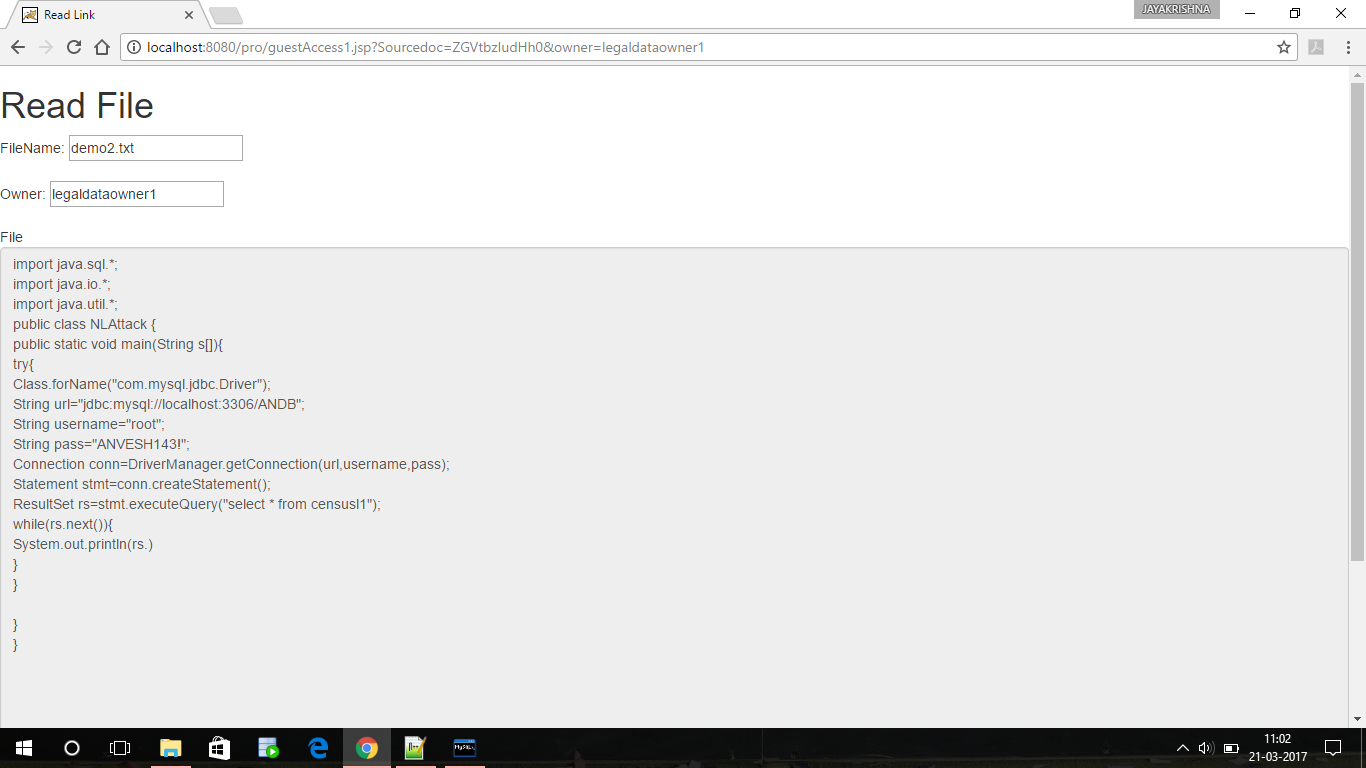 Read Link
JAYAKRISHNA
localhost:8080/pro/guestAccess1.jsp?Sourcedoc=ZGVtbzIudHh0&owner=legaldataowner1
Read File
FileName: demo2.txt
Owner: legaldataowner1
File
import java.sql.*;
import java.io.*;
import java.util.*;
public class NLAttack {
public static void main(String s[]){
try{
Class.forName("com.mysql.jdbc.Driver");
String url="jdbc:mysql://localhost:3306/ANDB";
String username="root";
String pass="ANVESH143!";
Connection conn=DriverManager.getConnection(url,username,pass);
Statement stmt=conn.createStatement();
ResultSet rs=stmt.executeQuery("select * from censusl1");
while(rs.next()){
System.out.println(rs.)
}
}
}
}
11:02
21-03-2017